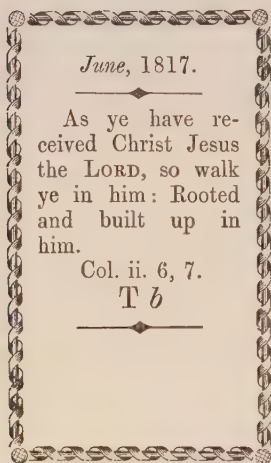 June, 1817.
As ye have re-
ceived Christ Jesus
the LORD, so walk
ye in him : Rooted
and built up in
him.
Col. ii. 6, 7.
T b